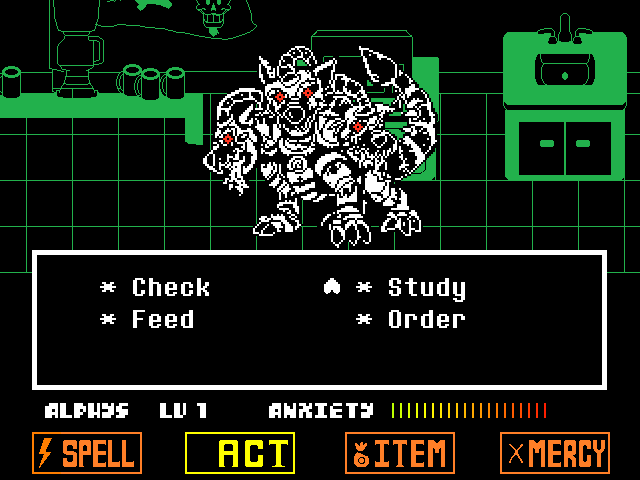 * Check * Study
* Feed * Order
ALPHYS LV 1 ANXIETY
SPELL ACT ITEM MERCY